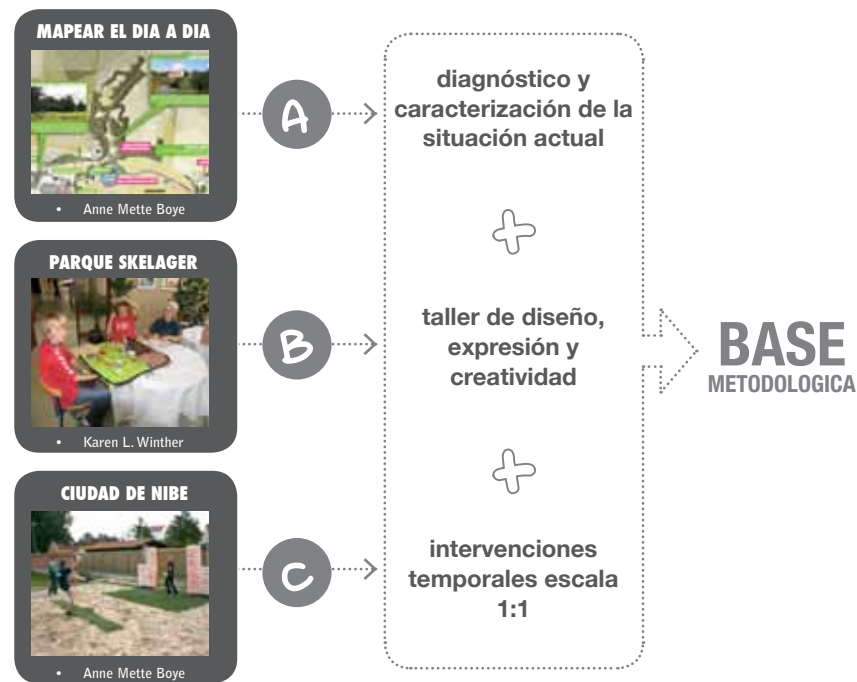 MAPEAR EL DIA A DIA
• Anne Mette Boye
A
diagnóstico y
caracterización de la
situación actual
PARQUE SKELAGER
• Karen L. Winther
B
taller de diseño,
expresión y
creatividad
BASE
METODOLOGICA
CIUDAD DE NIBE
• Anne Mette Boye
C
intervenciones
temporales escala
1:1